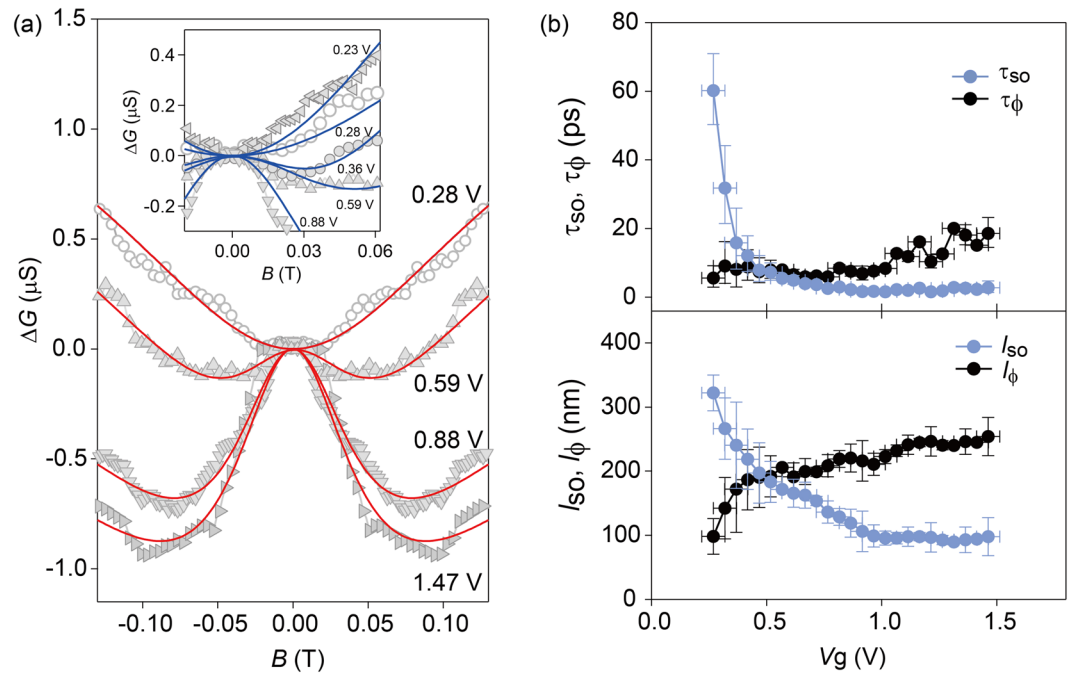 (a)
1.5
1.0
0.5
0.0
-0.5
-1.0
ΔG (μS)
-0.10
-0.05
0.00
0.05
0.10
B (T)
0.28 V
0.59 V
0.88 V
1.47 V
0.4
0.2
0.0
-0.2
ΔG (μS)
0.00
0.03
0.06
B (T)
0.23 V
0.28 V
0.36 V
0.59 V
0.88 V
(b)
80
60
40
20
0
τso, τϕ (ps)
τso
τϕ
400
300
200
100
0
lso, lϕ (nm)
lso
lϕ
0.0
0.5
1.0
1.5
Vg (V)